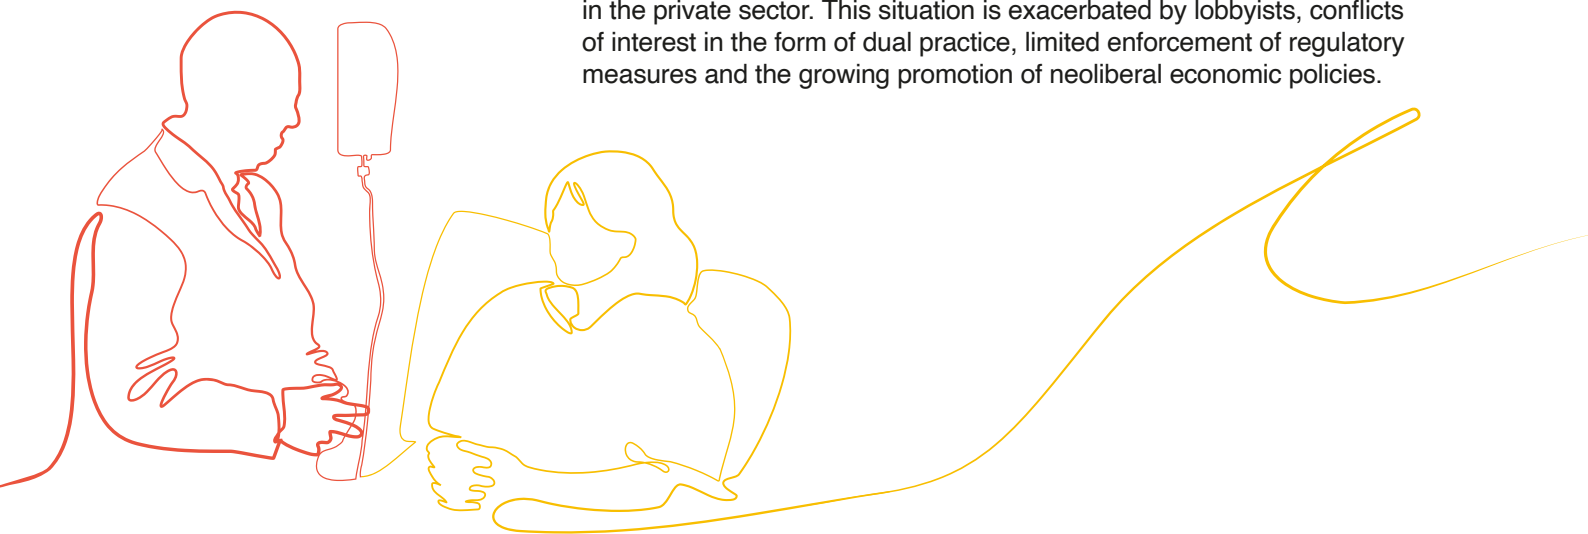 in the private sector. This situation is exacerbated by lobbyists, conflicts
of interest in the form of dual practice, limited enforcement of regulatory
measures and the growing promotion of neoliberal economic policies.